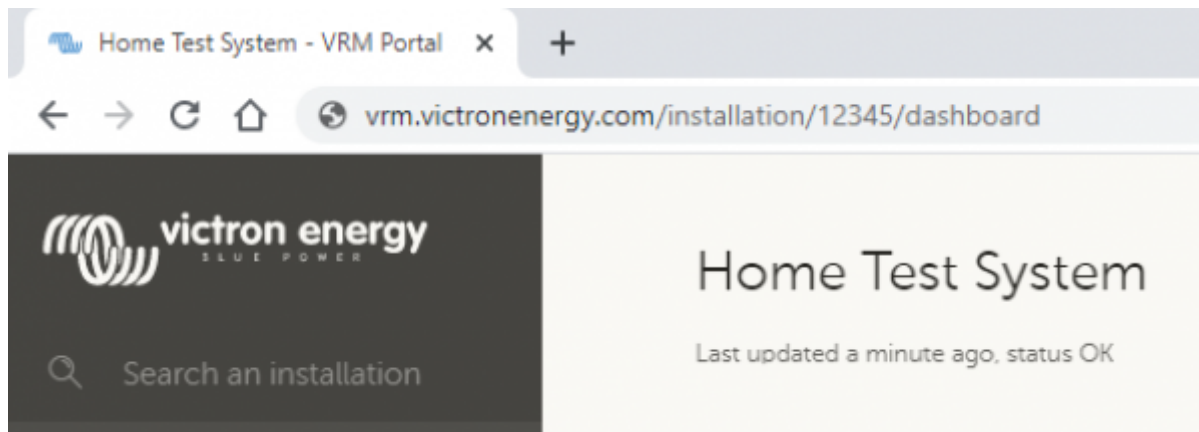 Home Test System - VRM Portal
vrm.victronenergy.com/installation/12345/dashboard
victron energy
BLUE POWER
Search an installation
Home Test System
Last updated a minute ago, status OK